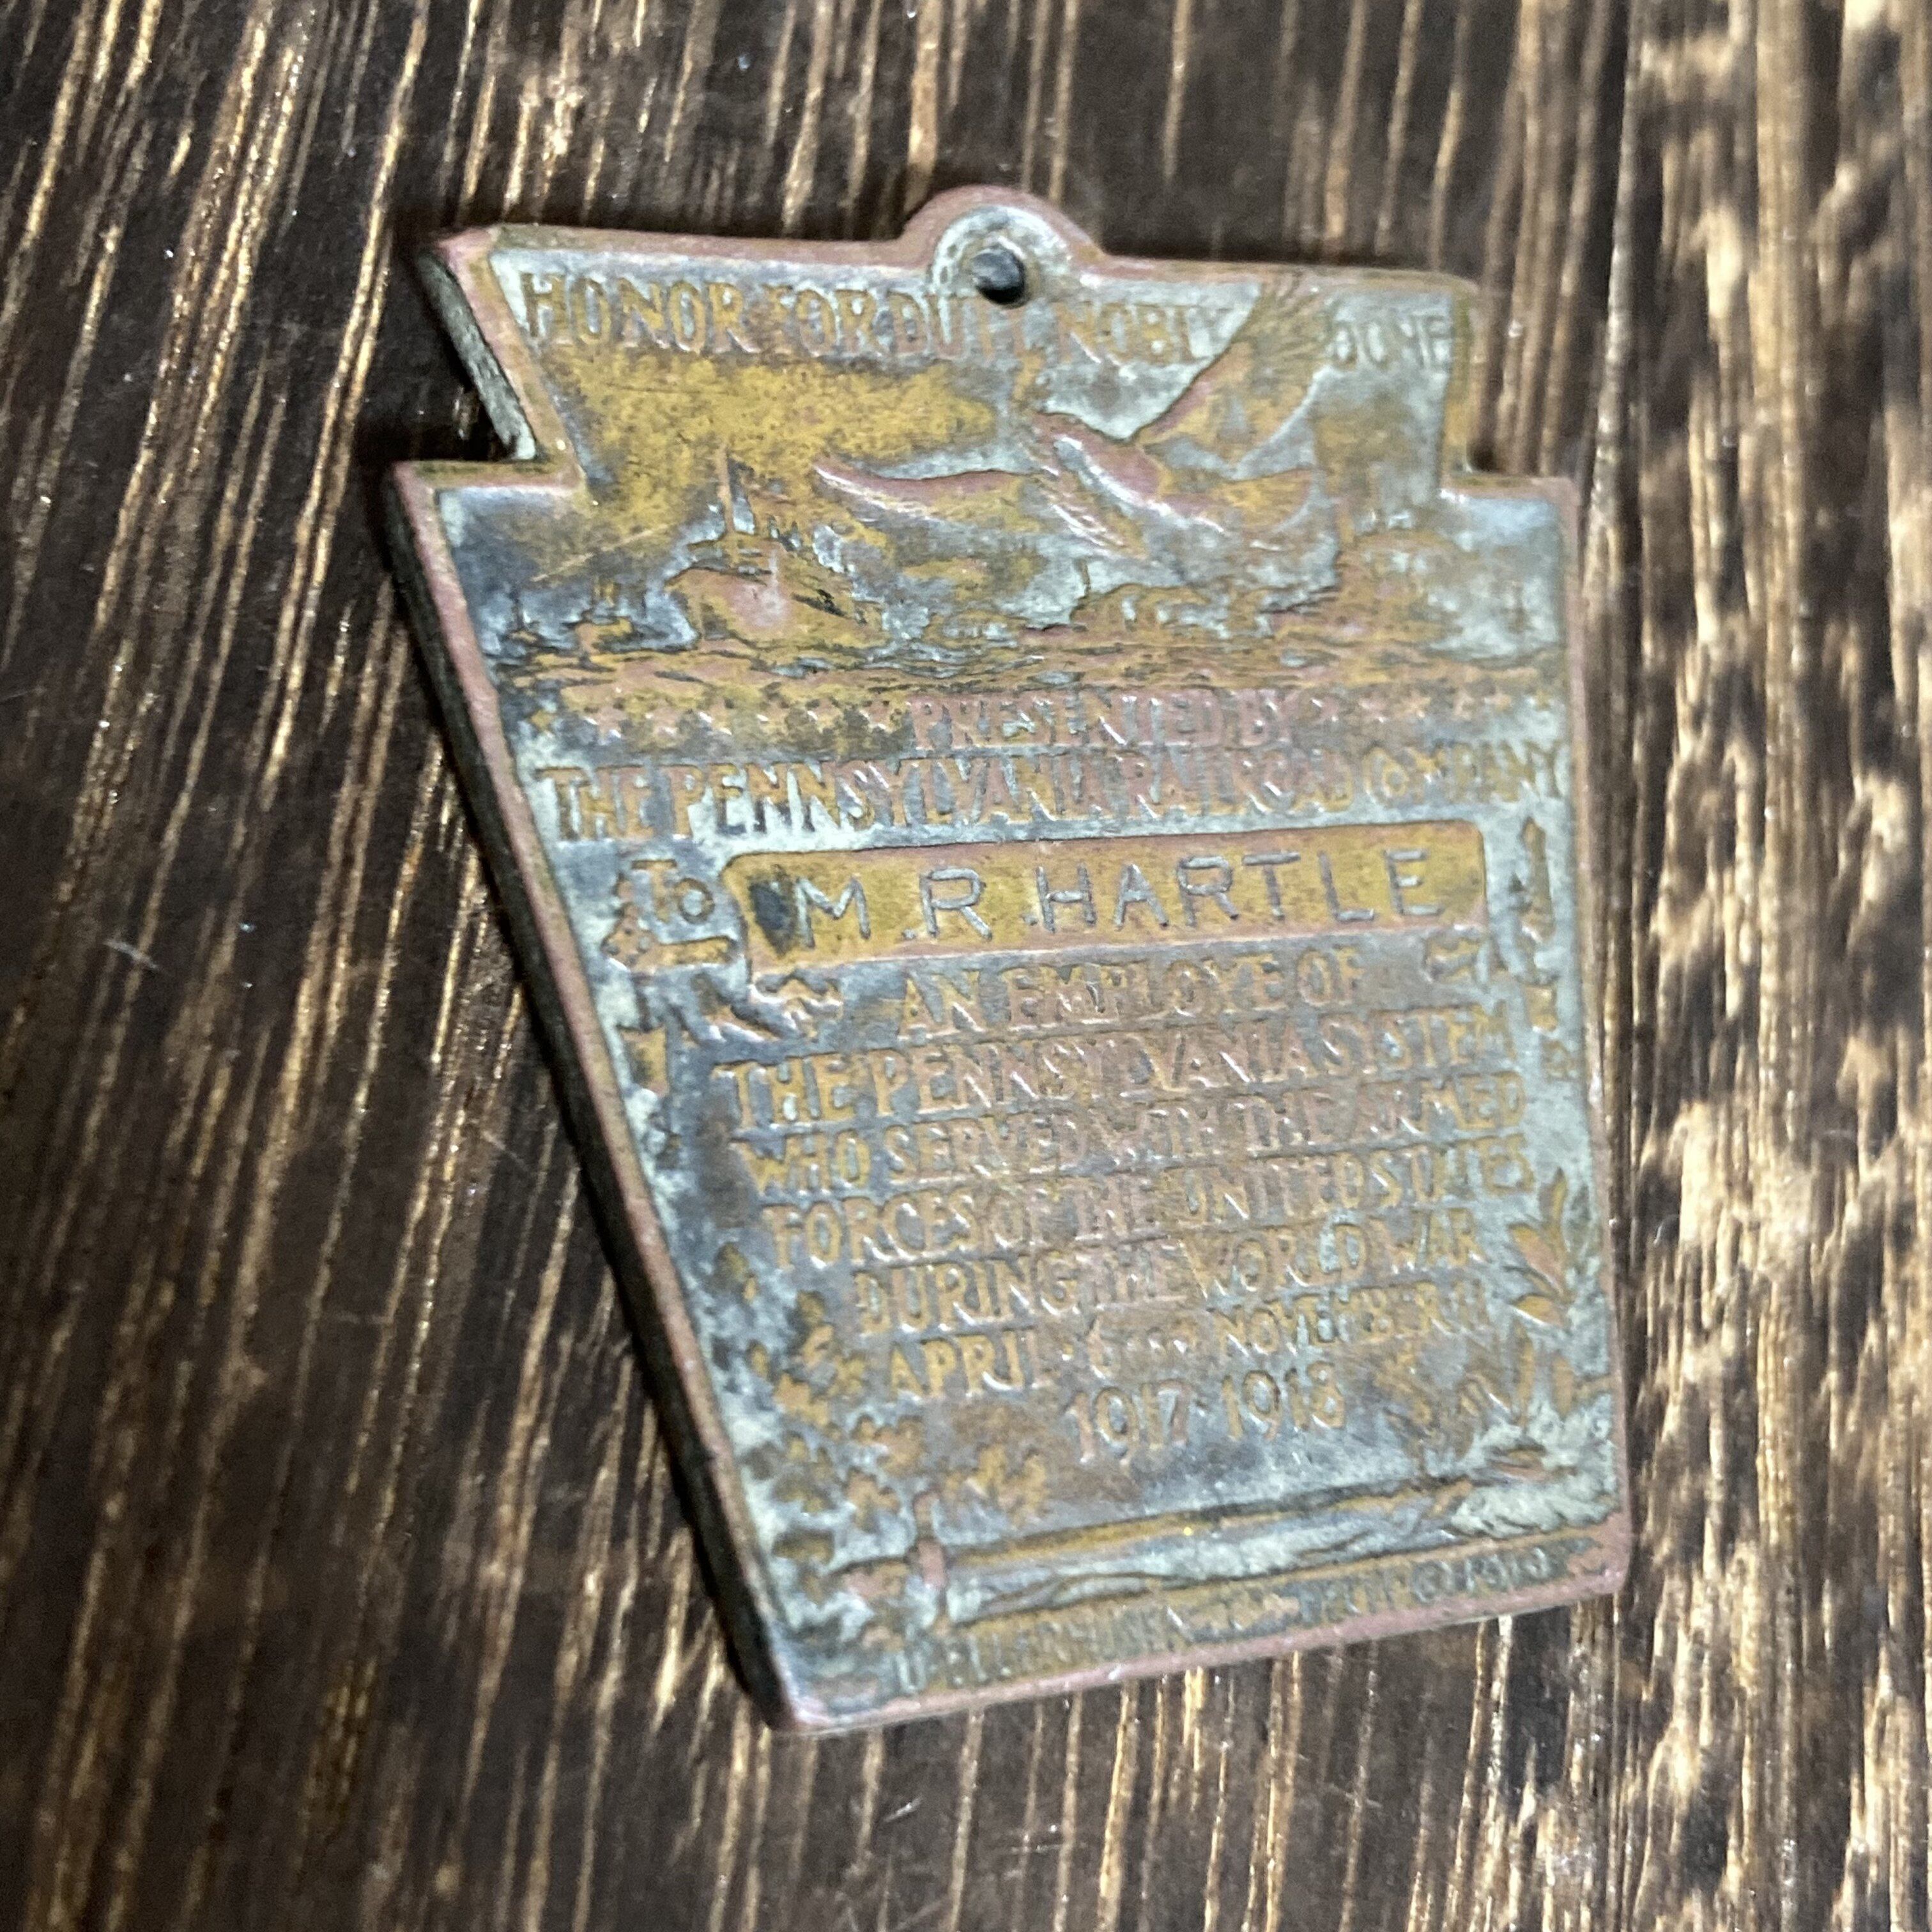 HONOR FOR DUTY NOBLY DONE
PRESENTED BY
THE PENNSYLVANIA RAILROAD COMPANY
TO M.R.HARTLE
AN EMPLOYE OF
THE PENNSYLVANIA SYSTEM
WHO SERVED WITH THE ARMED
FORCES OF THE UNITED STATES
DURING THE WORLD WAR
APRIL 6 NOVEMBER 11
1917 1918